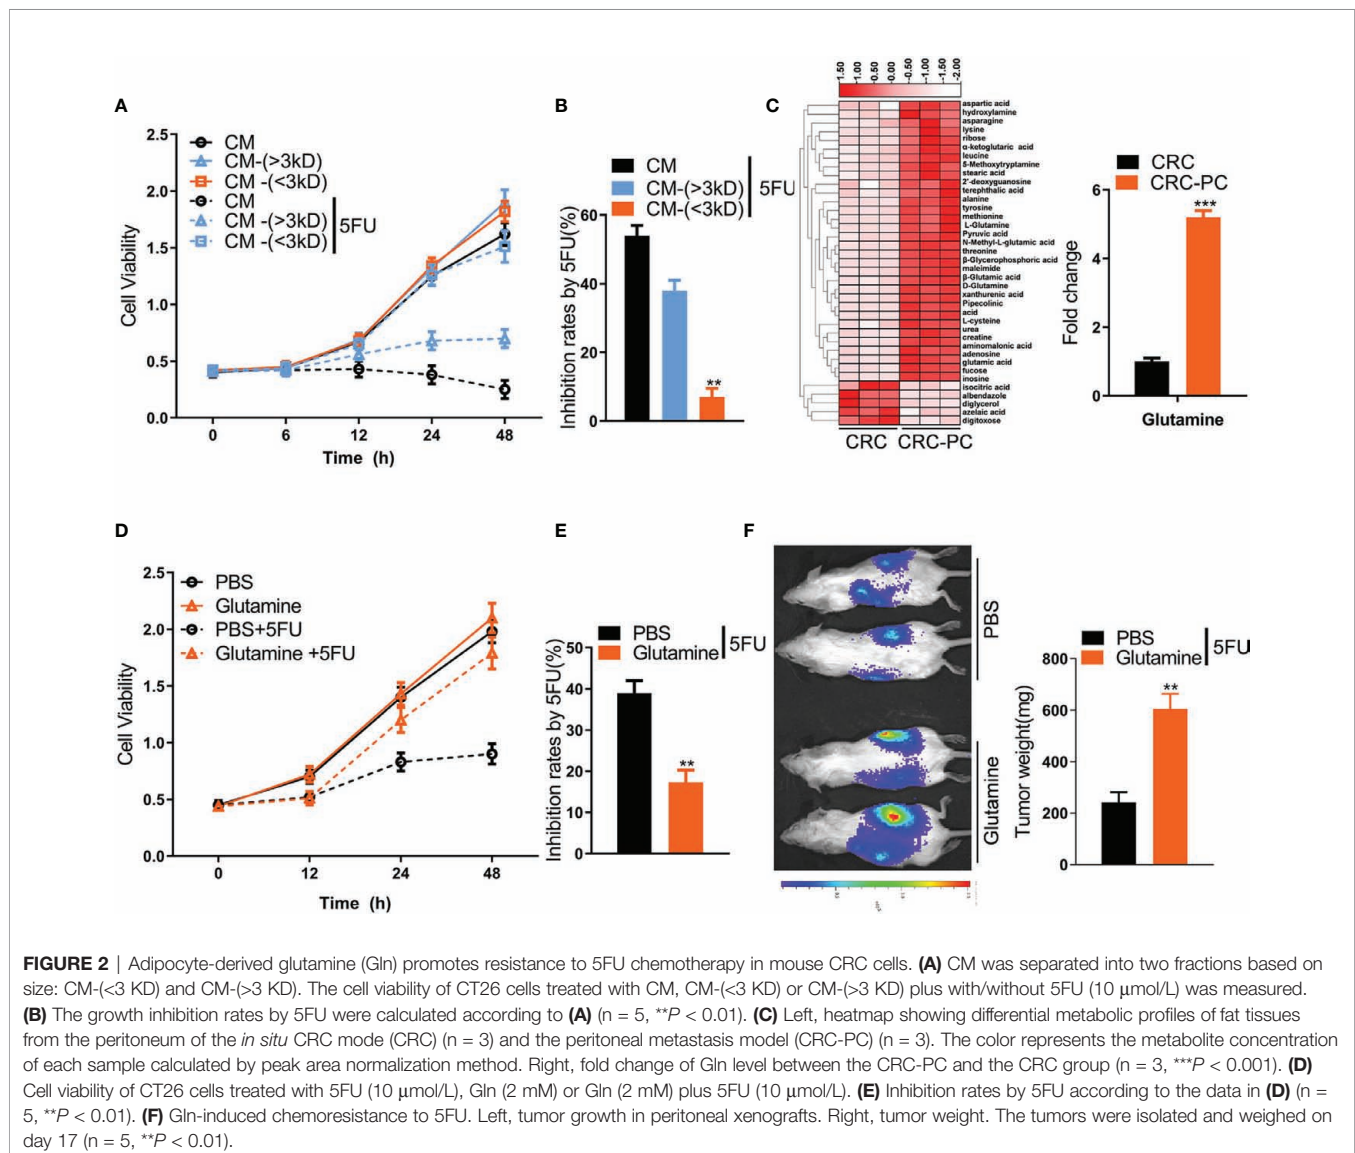 A
2.5
2.0
1.5
1.0
0.5
0.0
Cell Viability
CM
CM-(>3kD)
CM -(<3kD)
CM
CM -(>3kD)
CM -(<3kD)
5FU
0 6 12 24 48
Time (h)
B
CM
CM-(>3kD)
CM-(<3kD)
5FU
60
40
20
0
Inhibition rates by 5FU(%)
**
C
1.50 1.00 -0.50 -0.00 -0.50 -1.00 -1.50 -2.00
aspartic acid
hydroxylamine
asparagine
lysine
ribose
α-ketoglutaric acid
leucine
5-Methoxytryptamine
stearic acid
2'-deoxyguanosine
terephthalic acid
alanine
tyrosine
methionine
L-Glutamine
Pyruvic acid
N-Methyl-L-glutamic acid
threonine
β-Glycerophosphoric acid
maleimide
β-Glutamic acid
D-Glutamine
xanthurenic acid
Pipecolinic
acid
L-cysteine
urea
creatine
aminomalonic acid
adenosine
glutamic acid
fucose
inosine
isocitric acid
albendazole
diglycerol
azelaic acid
digitoxose
CRC CRC-PC
CRC
CRC-PC
6
4
2
0
Fold change
***
Glutamine
D
2.5
2.0
1.5
1.0
0.5
0.0
Cell Viability
PBS
Glutamine
PBS+5FU
Glutamine +5FU
0 12 24 48
Time (h)
E
PBS
Glutamine
5FU
50
40
30
20
10
0
Inhibition rates by 5FU(%)
**
F
PBS
Glutamine
PBS
Glutamine
5FU
800
600
400
200
0
Tumor weight(mg)
**
FIGURE 2 | Adipocyte-derived glutamine (Gln) promotes resistance to 5FU chemotherapy in mouse CRC cells. (A) CM was separated into two fractions based on
size: CM-(<3 KD) and CM-(>3 KD). The cell viability of CT26 cells treated with CM, CM-(<3 KD) or CM-(>3 KD) plus with/without 5FU (10 μmol/L) was measured.
(B) The growth inhibition rates by 5FU were calculated according to (A) (n = 5, **P < 0.01). (C) Left, heatmap showing differential metabolic profiles of fat tissues
from the peritoneum of the in situ CRC mode (CRC) (n = 3) and the peritoneal metastasis model (CRC-PC) (n = 3). The color represents the metabolite concentration
of each sample calculated by peak area normalization method. Right, fold change of Gln level between the CRC-PC and the CRC group (n = 3, ***P < 0.001). (D)
Cell viability of CT26 cells treated with 5FU (10 μmol/L), Gln (2 mM) or Gln (2 mM) plus 5FU (10 μmol/L). (E) Inhibition rates by 5FU according to the data in (D) (n =
5, **P < 0.01). (F) Gln-induced chemoresistance to 5FU. Left, tumor growth in peritoneal xenografts. Right, tumor weight. The tumors were isolated and weighed on
day 17 (n = 5, **P < 0.01).